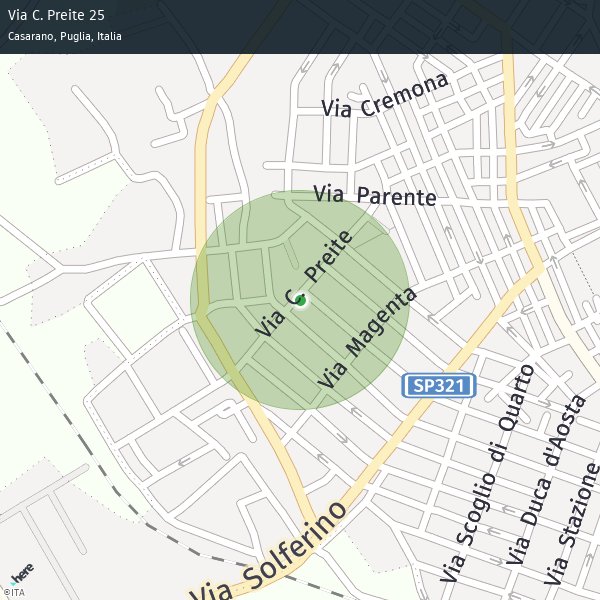 Via C. Preite 25
Casarano, Puglia, Italia
Via Cremona
Via Parente
Via C. Preite
Via Magenta
SP321
Via Scoglio di Quarto
Via Duca d'Aosta
Via Stazione
Via Solferino
here
©ITA